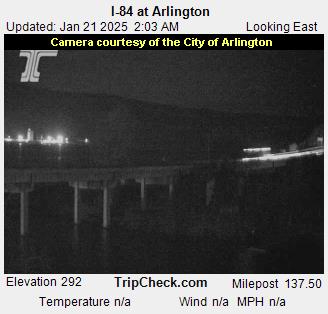 I-84 at Arlington
Updated: Jan 21 2025 2:03 AM Looking East
Camera courtesy of the City of Arlington
Elevation 292 TripCheck.com Milepost 137.50
Temperature n/a Wind n/a MPH n/a